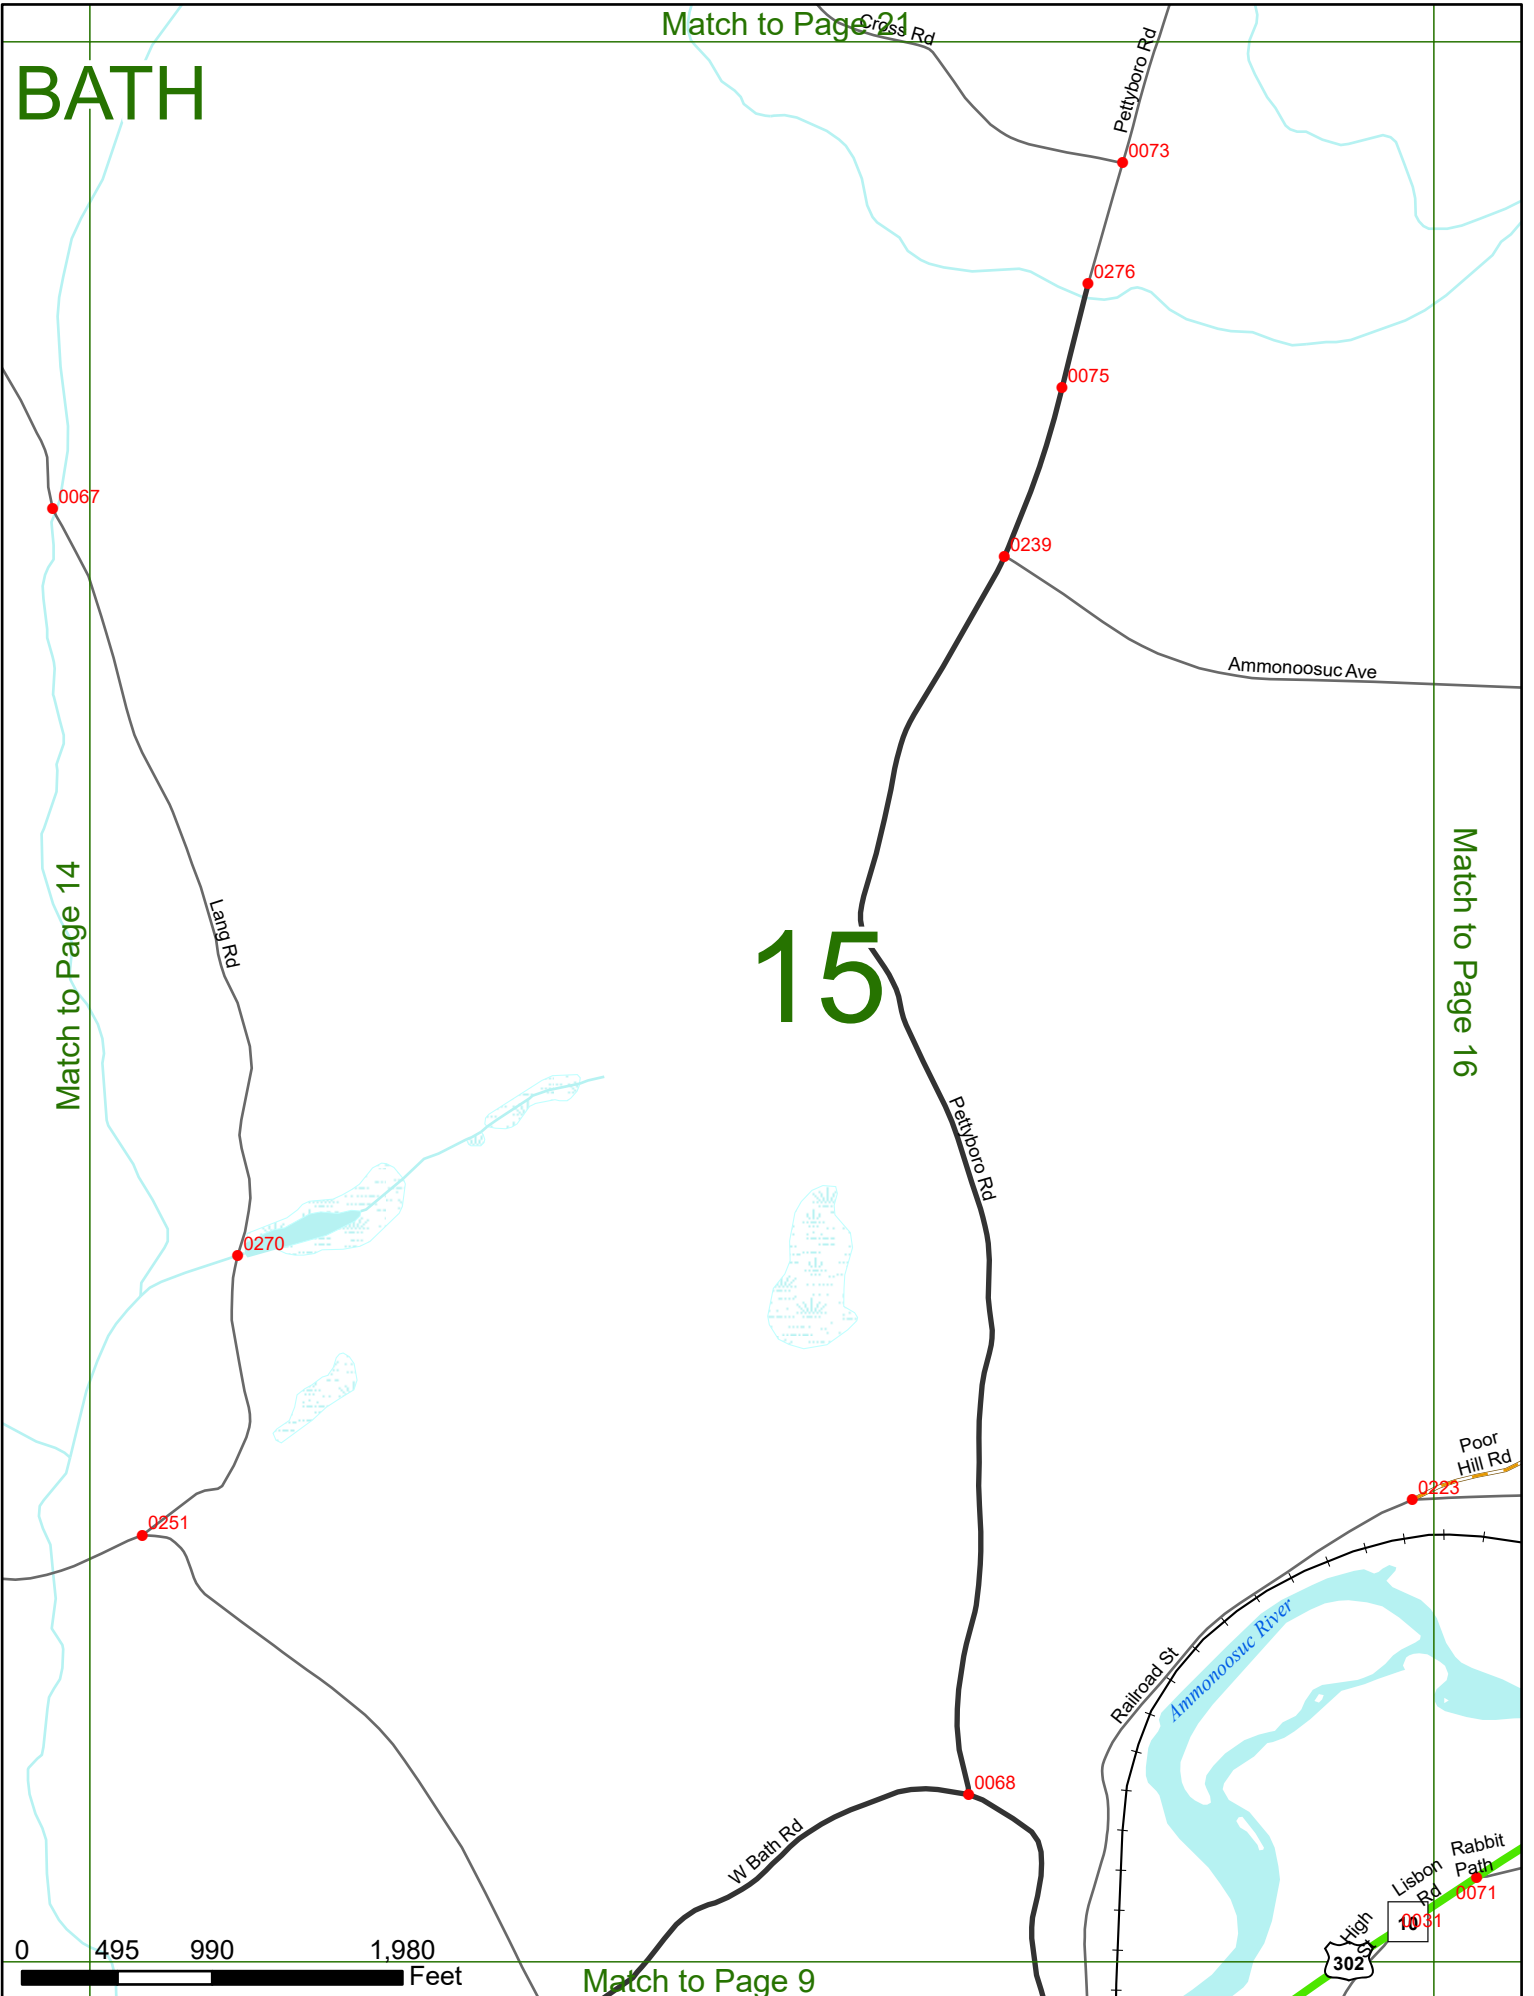 Match to Page 21
Cross Rd
BATH
Pettyboro Rd
0073
0276
0075
0067
0239
Ammonoosuc Ave
Match to Page 14
Match to Page 16
Lang Rd
15
Pettyboro Rd
0270
Poor
Hill Rd
0223
0251
Ammonoosuc River
Railroad St
0068
W Bath Rd
Rabbit
Path
Lisbon
Rd
0071
10
0031
High
St
302
0 495 990 1,980
Feet
Match to Page 9